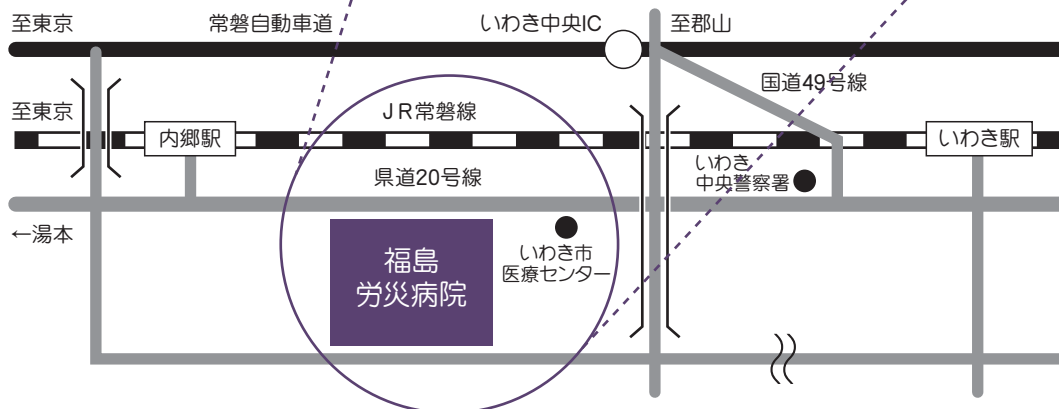 至東京
常磐自動車道
いわき中央IC
至郡山
国道49号線
至東京
JR常磐線
内郷駅
いわき駅
いわき
中央警察署
県道20号線
←湯本
福島
労災病院
いわき市
医療センター